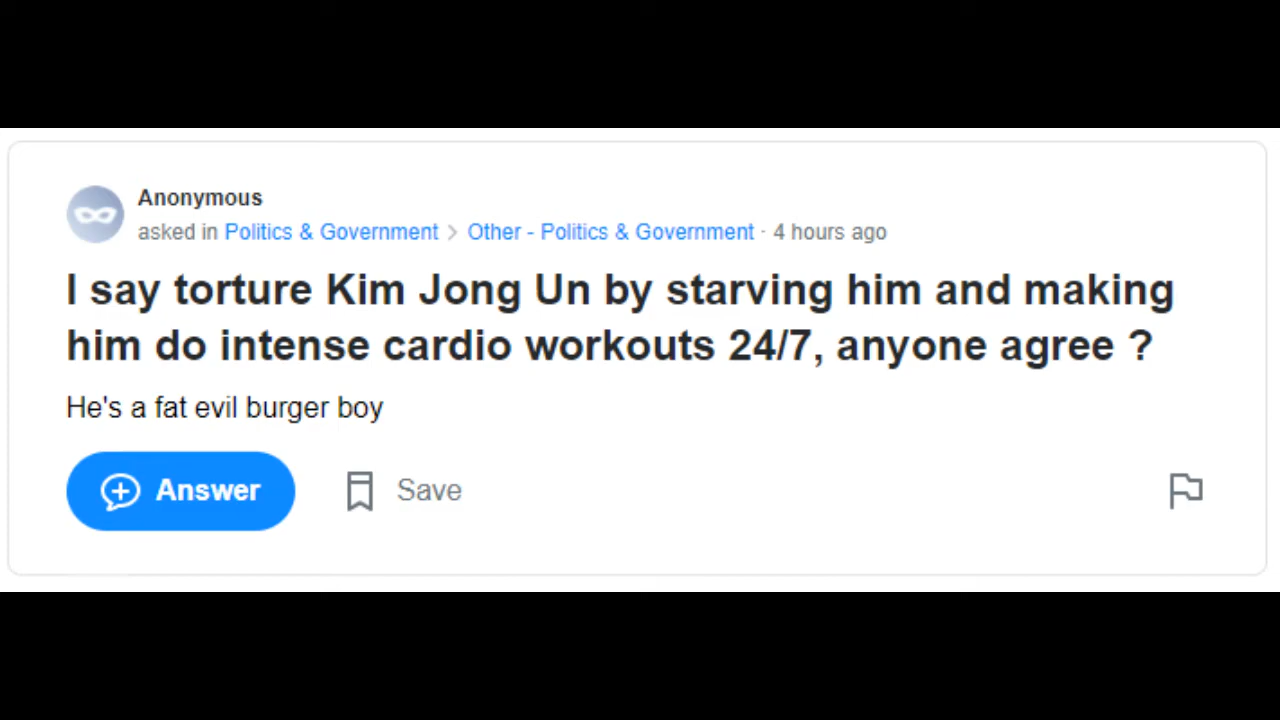 Anonymous
asked in Politics & Government > Other - Politics & Government · 4 hours ago
I say torture Kim Jong Un by starving him and making
him do intense cardio workouts 24/7, anyone agree ?
He's a fat evil burger boy
Answer Save